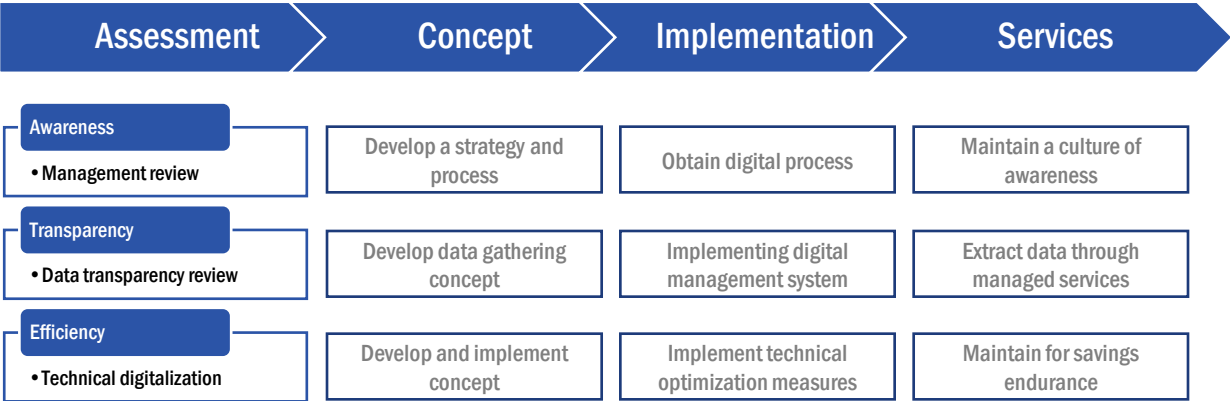 Assessment
Concept
Implementation
Services
Awareness
• Management review
Develop a strategy and
process
Obtain digital process
Maintain a culture of
awareness
Transparency
• Data transparency review
Develop data gathering
concept
Implementing digital
management system
Extract data through
managed services
Efficiency
• Technical digitalization
Develop and implement
concept
Implement technical
optimization measures
Maintain for savings
endurance